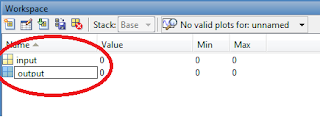 Workspace
Stack: Base No valid plots for: unnamed
Name Value Min Max
input 0 0 0
output 0 0 0